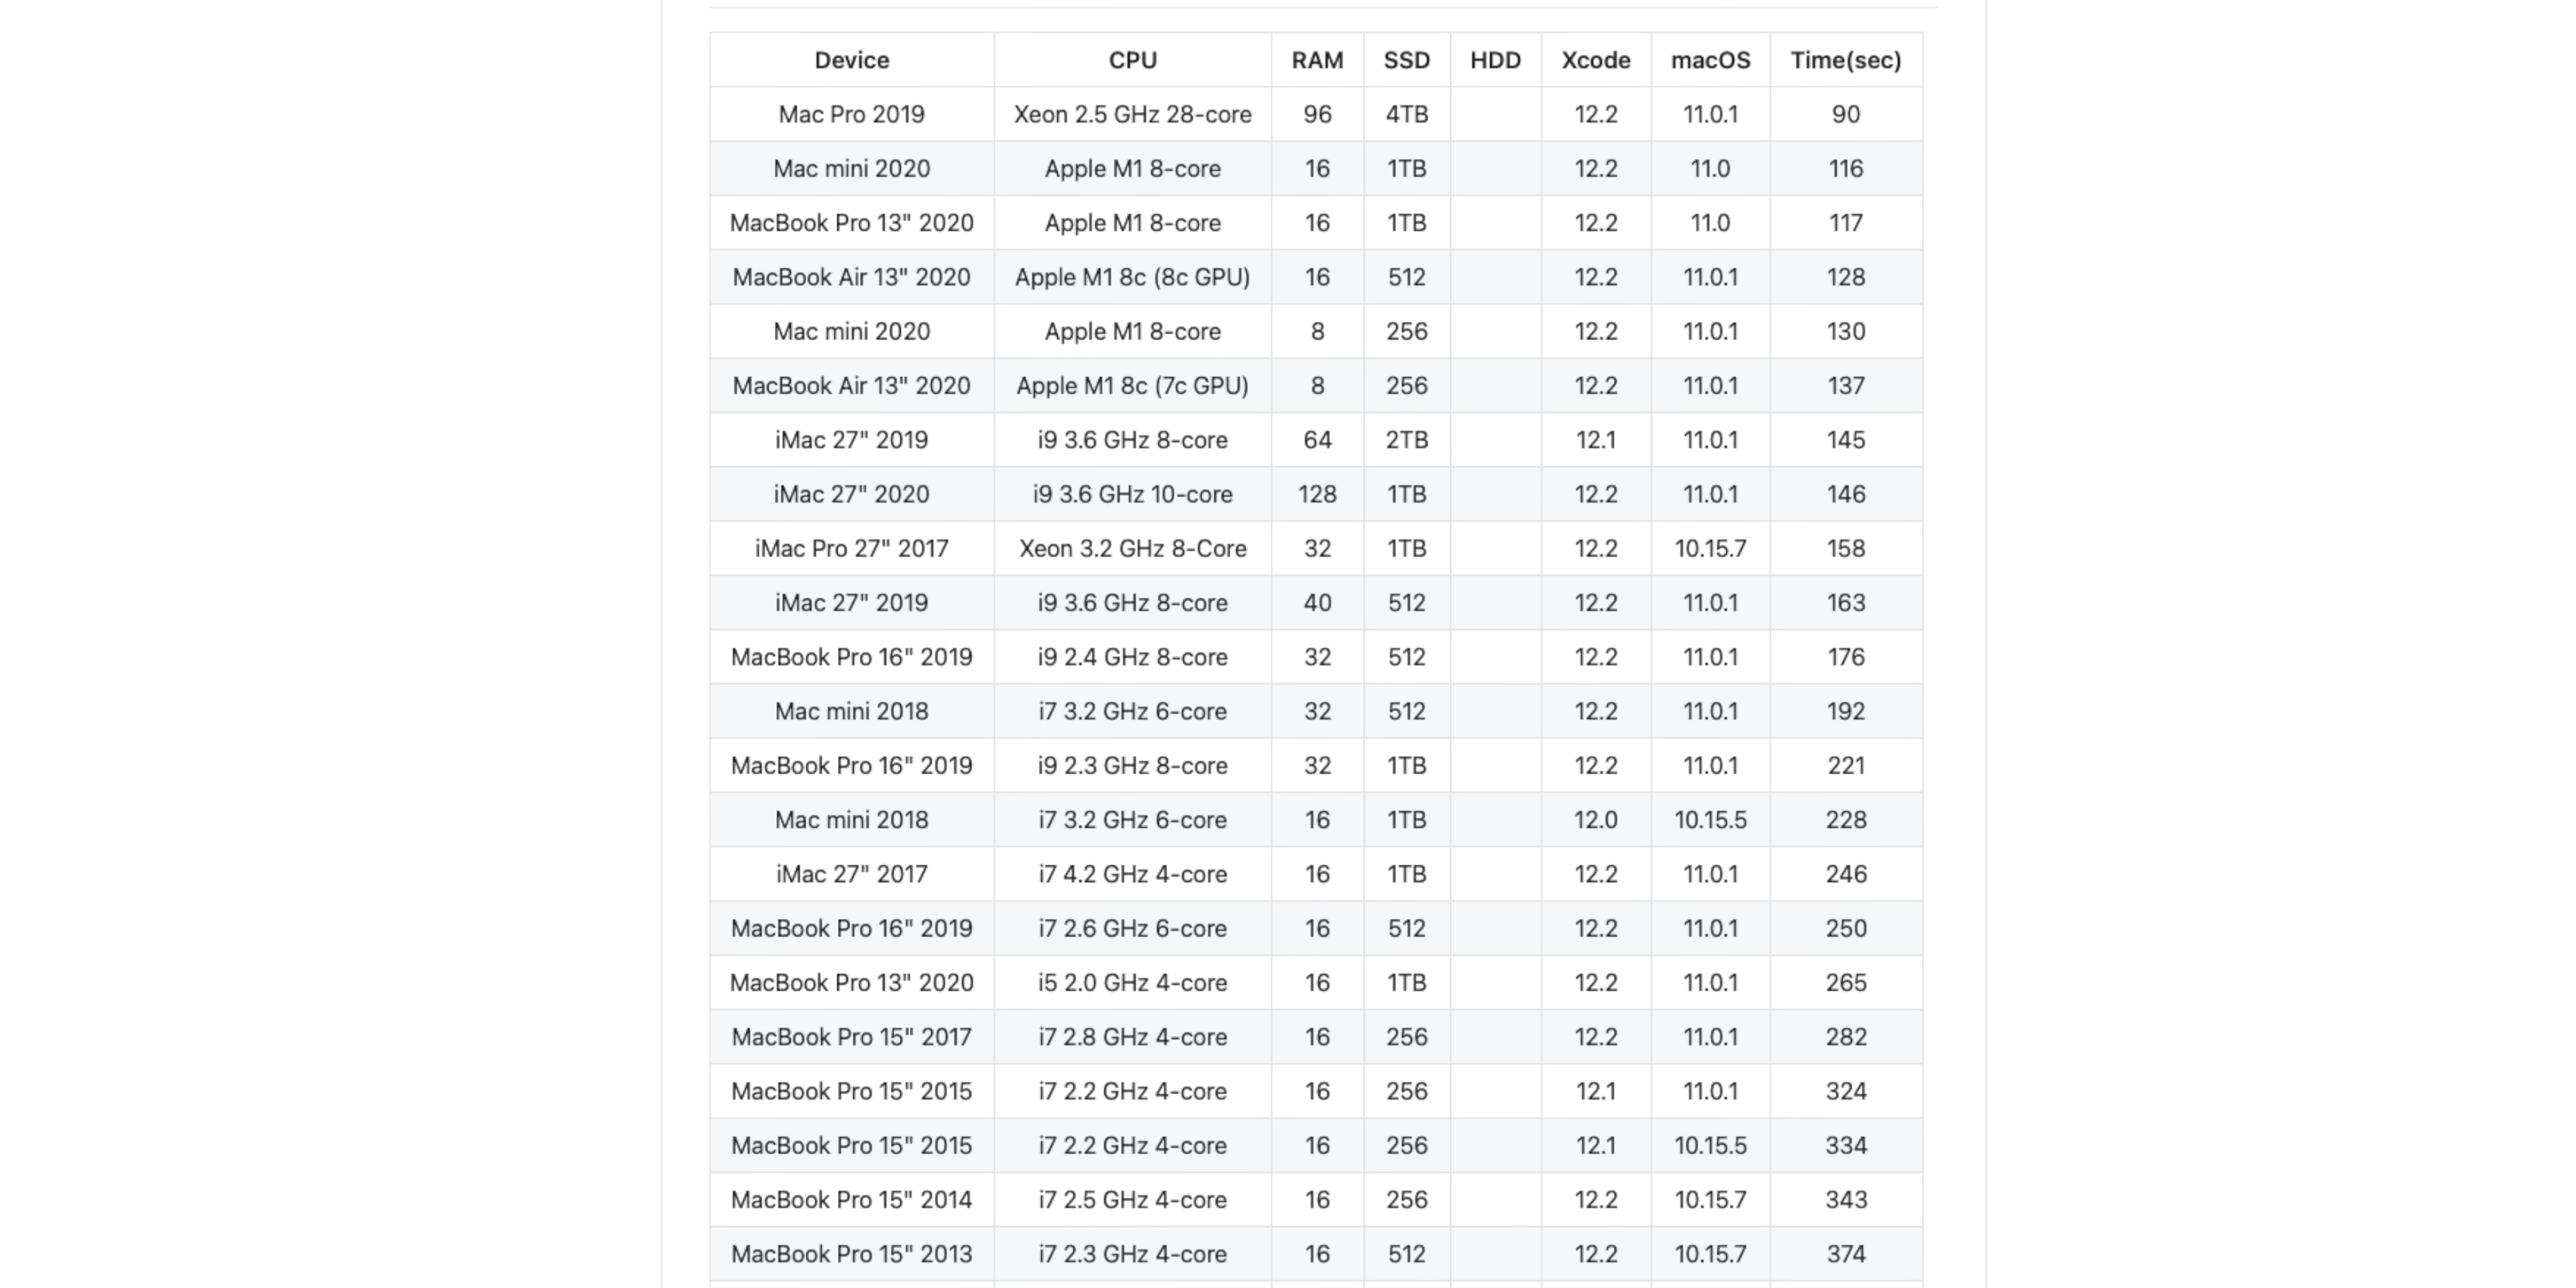 Device CPU RAM SSD HDD Xcode macOS Time(sec)
Mac Pro 2019 Xeon 2.5 GHz 28-core 96 4TB 12.2 11.0.1 90
Mac mini 2020 Apple M1 8-core 16 1TB 12.2 11.0 116
MacBook Pro 13" 2020 Apple M1 8-core 16 1TB 12.2 11.0 117
MacBook Air 13" 2020 Apple M1 8c (8c GPU) 16 512 12.2 11.0.1 128
Mac mini 2020 Apple M1 8-core 8 256 12.2 11.0.1 130
MacBook Air 13" 2020 Apple M1 8c (7c GPU) 8 256 12.2 11.0.1 137
iMac 27" 2019 i9 3.6 GHz 8-core 64 2TB 12.1 11.0.1 145
iMac 27" 2020 i9 3.6 GHz 10-core 128 1TB 12.2 11.0.1 146
iMac Pro 27" 2017 Xeon 3.2 GHz 8-Core 32 1TB 12.2 10.15.7 158
iMac 27" 2019 i9 3.6 GHz 8-core 40 512 12.2 11.0.1 163
MacBook Pro 16" 2019 i9 2.4 GHz 8-core 32 512 12.2 11.0.1 176
Mac mini 2018 i7 3.2 GHz 6-core 32 512 12.2 11.0.1 192
MacBook Pro 16" 2019 i9 2.3 GHz 8-core 32 1TB 12.2 11.0.1 221
Mac mini 2018 i7 3.2 GHz 6-core 16 1TB 12.0 10.15.5 228
iMac 27" 2017 i7 4.2 GHz 4-core 16 1TB 12.2 11.0.1 246
MacBook Pro 16" 2019 i7 2.6 GHz 6-core 16 512 12.2 11.0.1 250
MacBook Pro 13" 2020 i5 2.0 GHz 4-core 16 1TB 12.2 11.0.1 265
MacBook Pro 15" 2017 i7 2.8 GHz 4-core 16 256 12.2 11.0.1 282
MacBook Pro 15" 2015 i7 2.2 GHz 4-core 16 256 12.1 11.0.1 324
MacBook Pro 15" 2015 i7 2.2 GHz 4-core 16 256 12.1 10.15.5 334
MacBook Pro 15" 2014 i7 2.5 GHz 4-core 16 256 12.2 10.15.7 343
MacBook Pro 15" 2013 i7 2.3 GHz 4-core 16 512 12.2 10.15.7 374